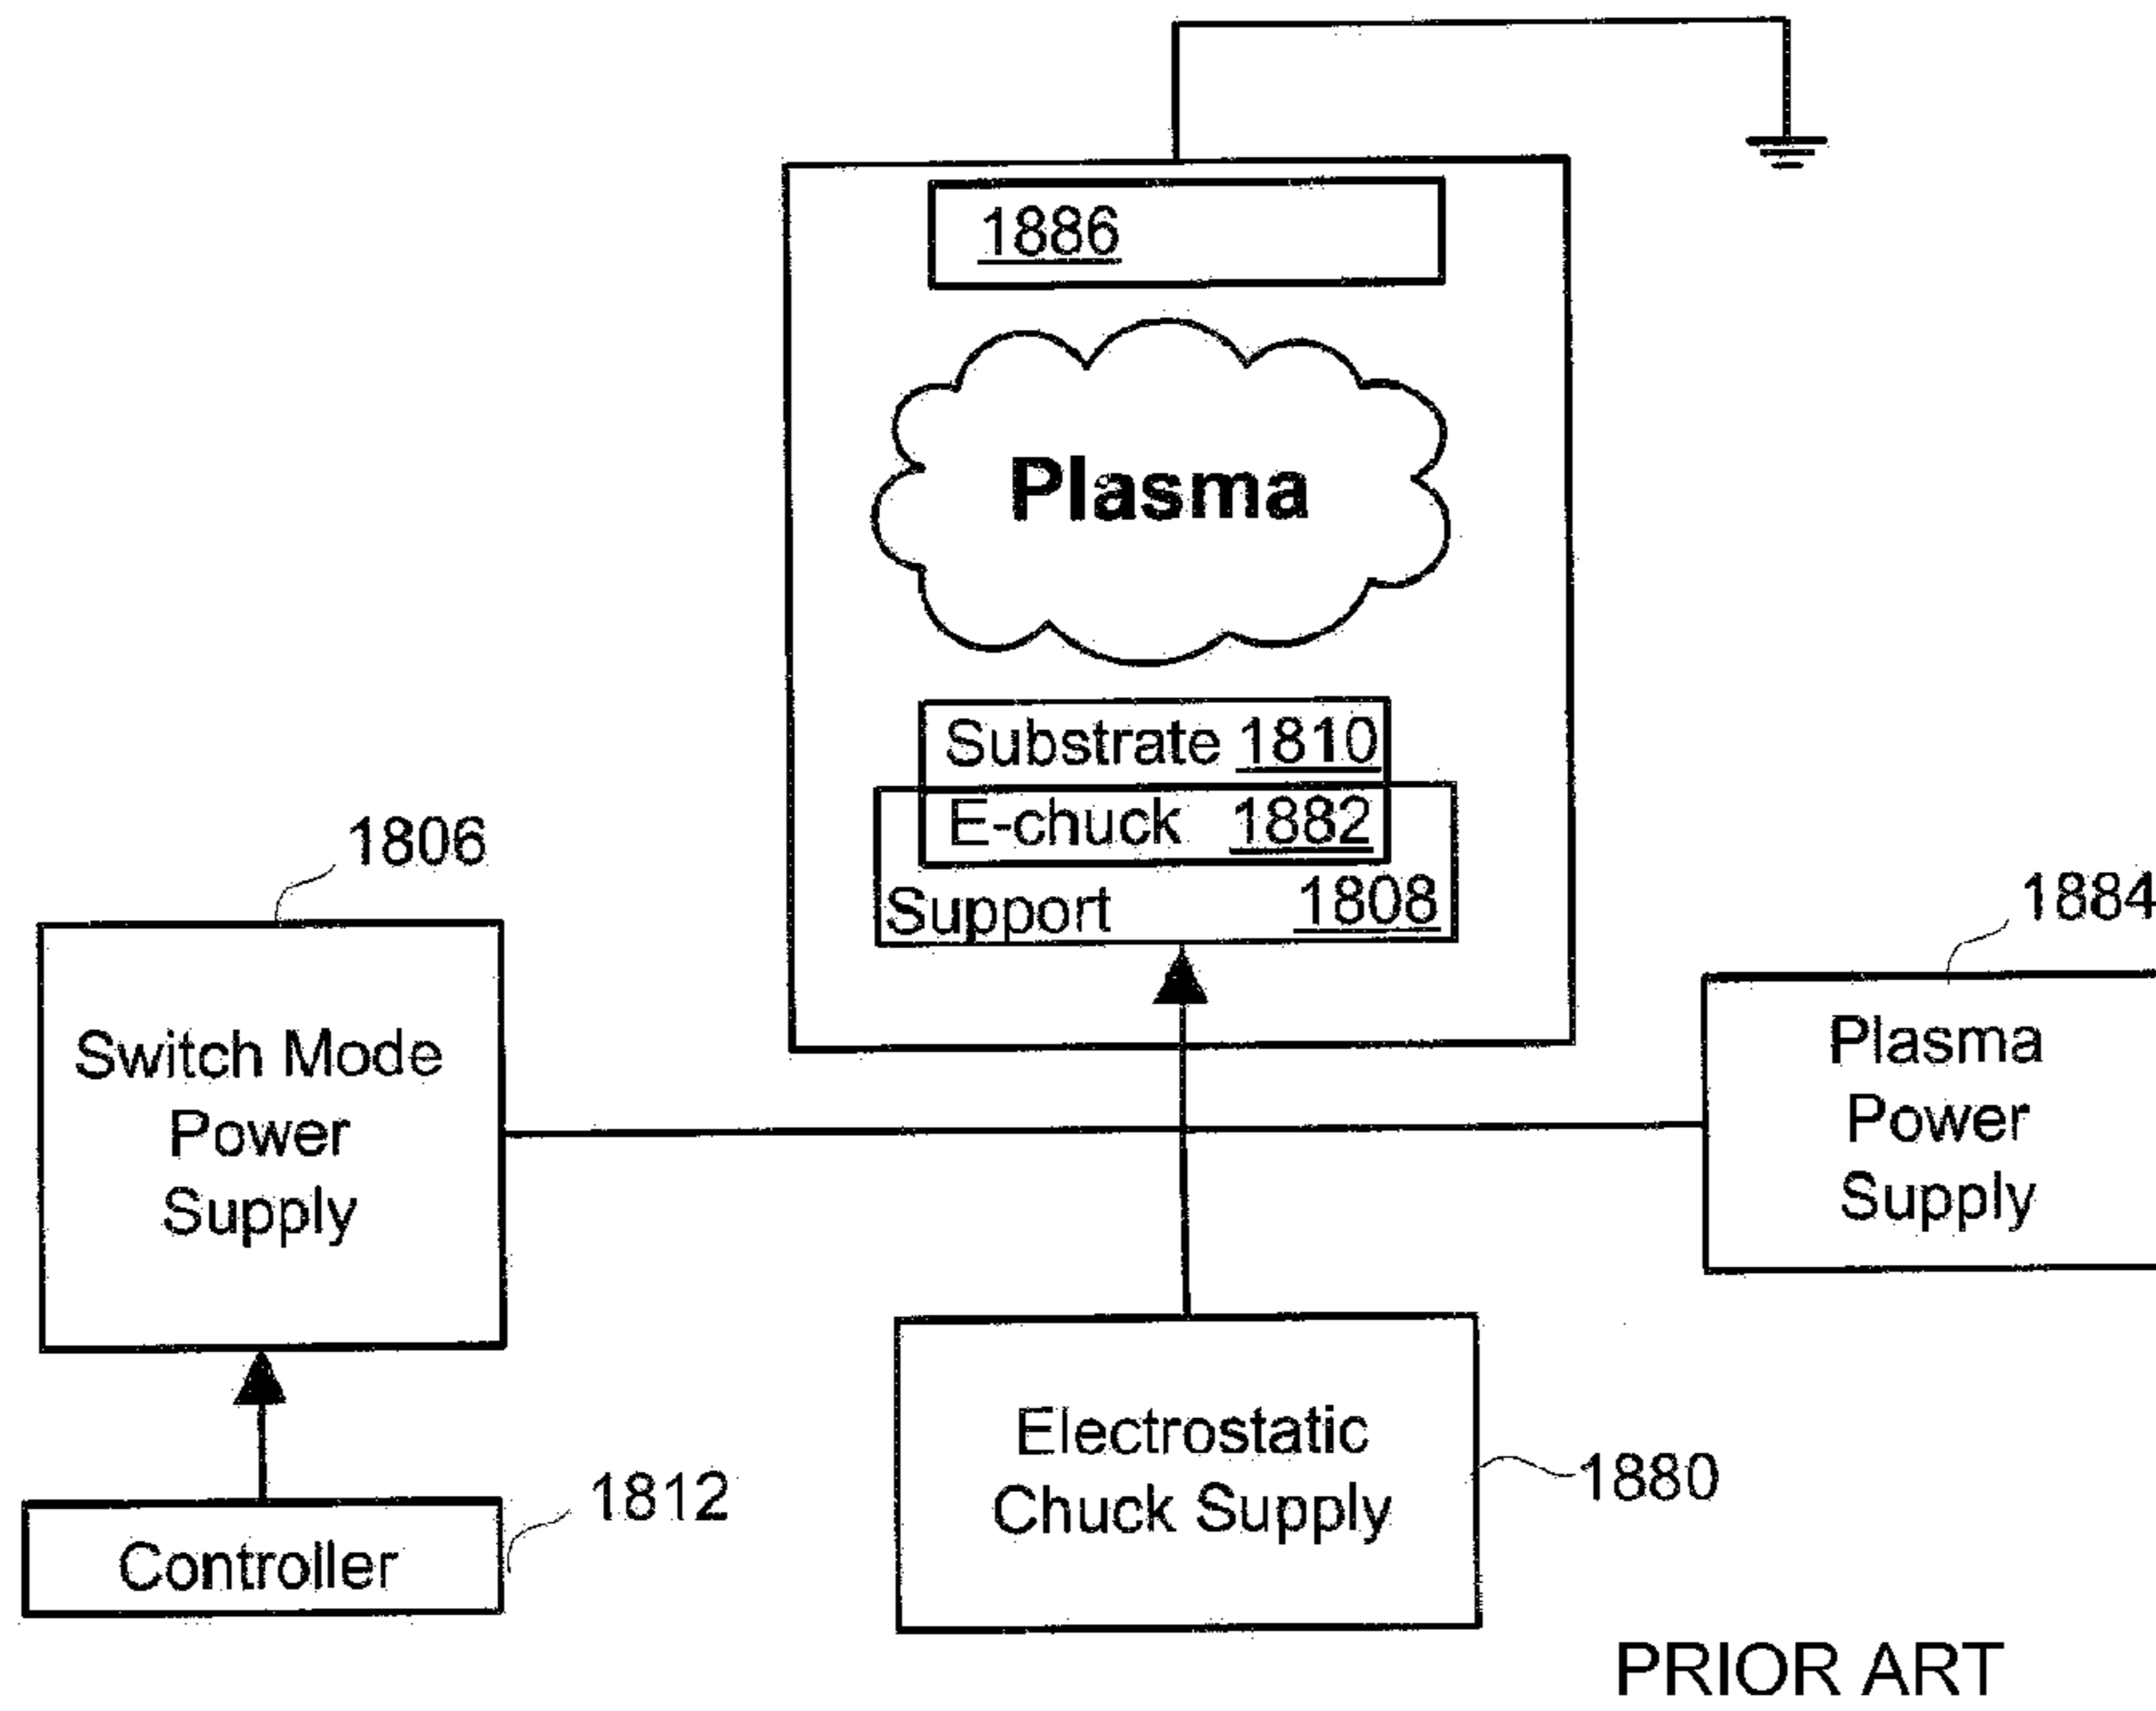 1886
Plasma
Substrate 1810
E-chuck 1882
Support 1808
1806
Switch Mode
Power
Supply
1884
Plasma
Power
Supply
1812
Controller
Electrostatic
Chuck Supply
1880
PRIOR ART